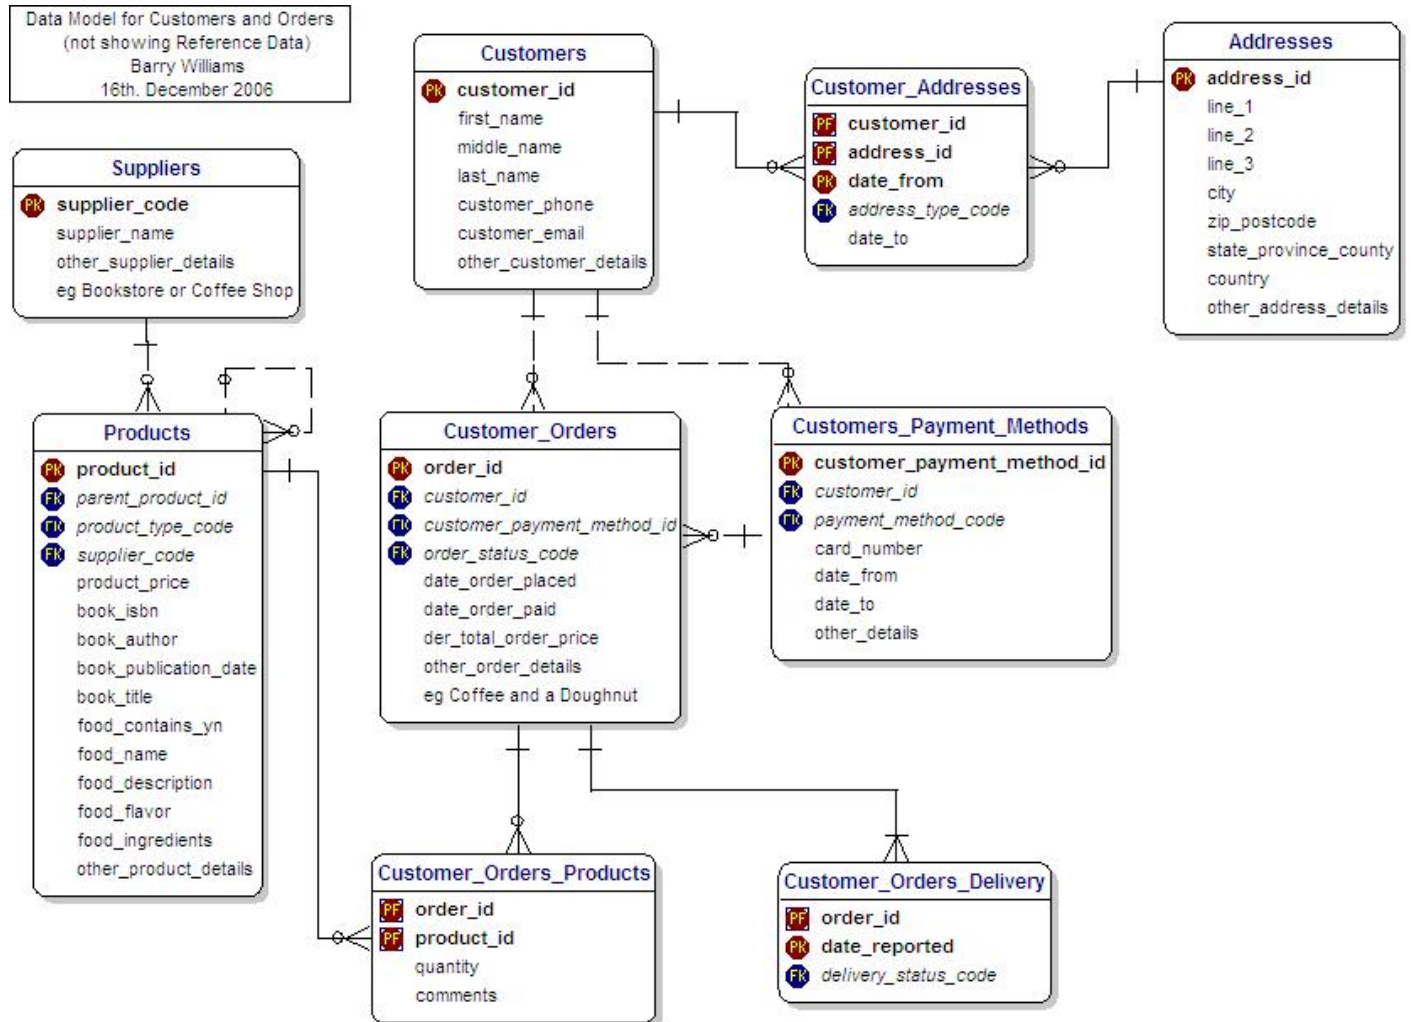 Data Model for Customers and Orders
(not showing Reference Data)
Barry Williams
16th. December 2006
Suppliers
PK supplier_code
supplier_name
other_supplier_details
eg Bookstore or Coffee Shop
Customers
PK customer_id
first_name
middle_name
last_name
customer_phone
customer_email
other_customer_details
Customer_Addresses
PF customer_id
PF address_id
PK date_from
FK address_type_code
date_to
Addresses
PK address_id
line_1
line_2
line_3
city
zip_postcode
state_province_county
country
other_address_details
Products
PK product_id
FK parent_product_id
FK product_type_code
FK supplier_code
product_price
book_isbn
book_author
book_publication_date
book_title
food_contains_yn
food_name
food_description
food_flavor
food_ingredients
other_product_details
Customer_Orders
PK order_id
FK customer_id
FK customer_payment_method_id
FK order_status_code
date_order_placed
date_order_paid
der_total_order_price
other_order_details
eg Coffee and a Doughnut
Customers_Payment_Methods
PK customer_payment_method_id
FK customer_id
FK payment_method_code
card_number
date_from
date_to
other_details
Customer_Orders_Products
PF order_id
PF product_id
quantity
comments
Customer_Orders_Delivery
PF order_id
PK date_reported
FK delivery_status_code